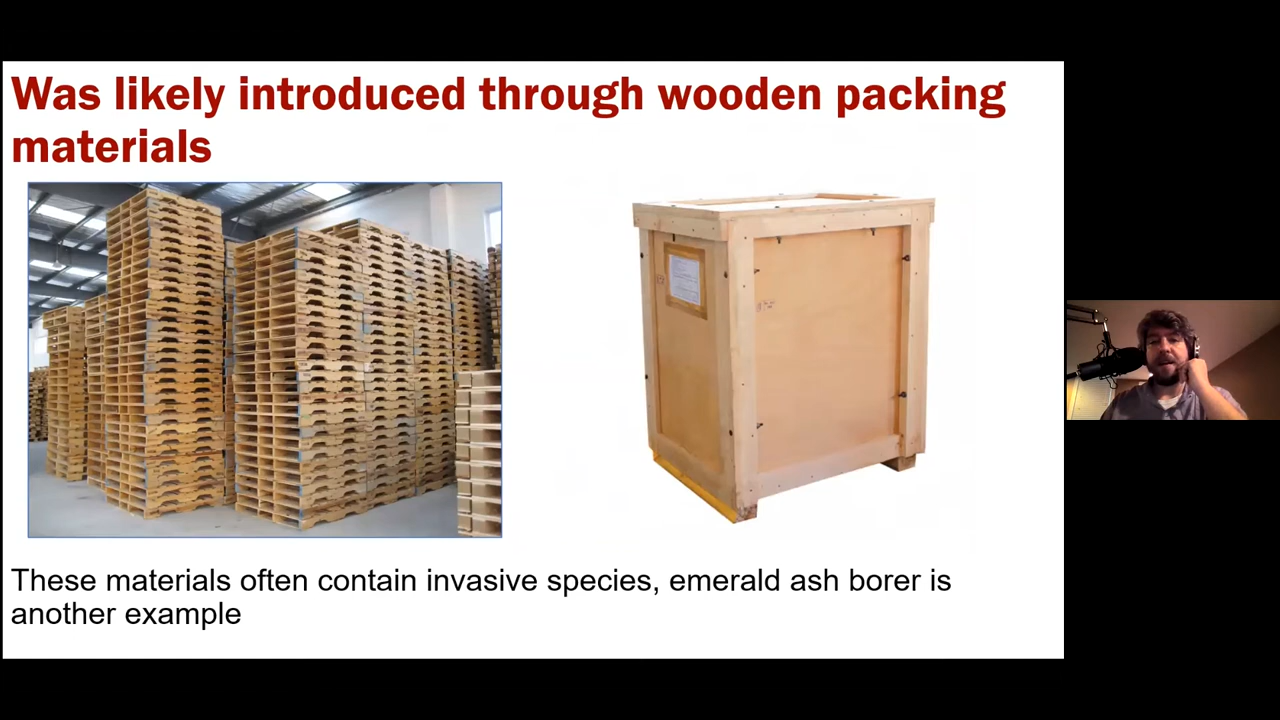 Was likely introduced through wooden packing
materials
These materials often contain invasive species, emerald ash borer is
another example